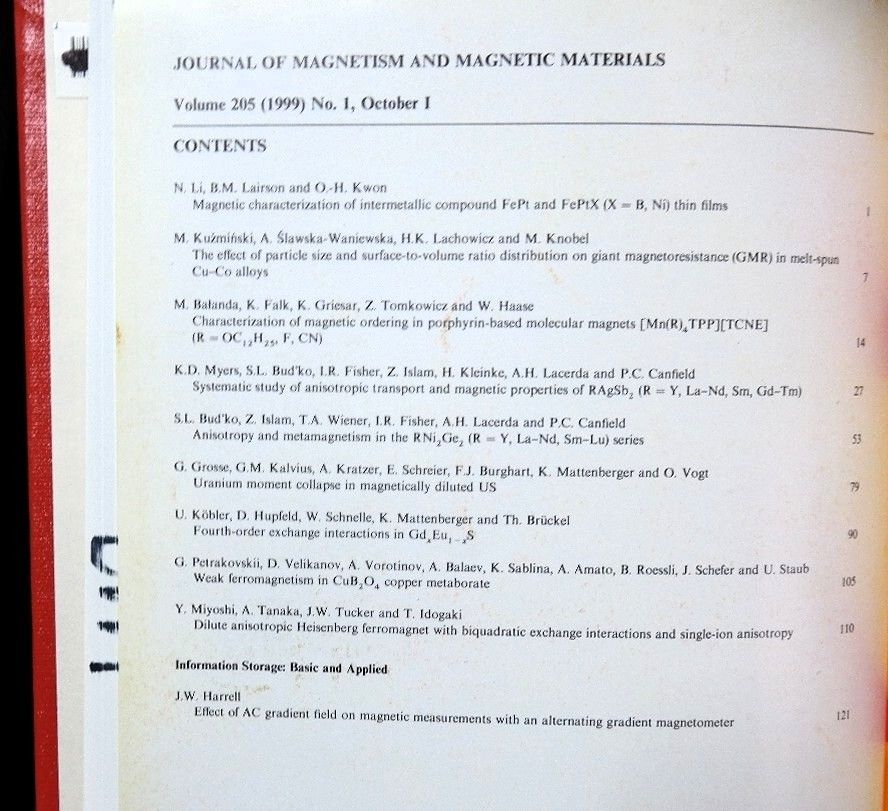 JOURNAL OF MAGNETISM AND MAGNETIC MATERIALS
Volume 205 (1999) No. 1, October I
CONTENTS
N. Li, B.M. Lairson and O.-H. Kwon
Magnetic characterization of intermetallic compound FePt and FePtX (X = B, Ni) thin films 1
M. Kuźmiński, A. Ślawska-Waniewska, H.K. Lachowicz and M. Knobel
The effect of particle size and surface-to-volume ratio distribution on giant magnetoresistance (GMR) in melt-spun
Cu–Co alloys 7
M. Bałanda, K. Falk, K. Griesar, Z. Tomkowicz and W. Haase
Characterization of magnetic ordering in porphyrin-based molecular magnets [Mn(R)₄TPP][TCNE]
(R = OC₁₂H₂₅, F, CN) 14
K.D. Myers, S.L. Bud'ko, I.R. Fisher, Z. Islam, H. Kleinke, A.H. Lacerda and P.C. Canfield
Systematic study of anisotropic transport and magnetic properties of RAgSb₂ (R = Y, La–Nd, Sm, Gd–Tm) 27
S.L. Bud'ko, Z. Islam, T.A. Wiener, I.R. Fisher, A.H. Lacerda and P.C. Canfield
Anisotropy and metamagnetism in the RNi₂Ge₂ (R = Y, La–Nd, Sm–Lu) series 53
G. Grosse, G.M. Kalvius, A. Kratzer, E. Schreier, F.J. Burghart, K. Mattenberger and O. Vogt
Uranium moment collapse in magnetically diluted US 79
U. Köbler, D. Hupfeld, W. Schnelle, K. Mattenberger and Th. Brückel
Fourth-order exchange interactions in GdₓEu₁₋ₓS 90
G. Petrakovskii, D. Velikanov, A. Vorotinov, A. Balaev, K. Sablina, A. Amato, B. Roessli, J. Schefer and U. Staub
Weak ferromagnetism in CuB₂O₄ copper metaborate 105
Y. Miyoshi, A. Tanaka, J.W. Tucker and T. Idogaki
Dilute anisotropic Heisenberg ferromagnet with biquadratic exchange interactions and single-ion anisotropy 110
Information Storage: Basic and Applied
J.W. Harrell
Effect of AC gradient field on magnetic measurements with an alternating gradient magnetometer 121